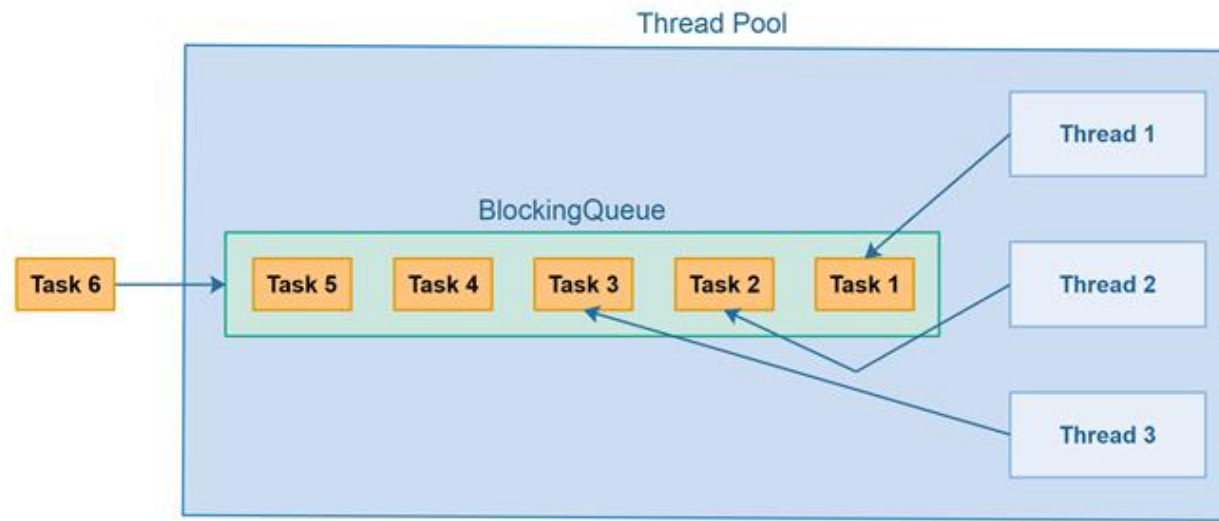 Thread Pool
Thread 1
BlockingQueue
Task 6
Task 5
Task 4
Task 3
Task 2
Task 1
Thread 2
Thread 3